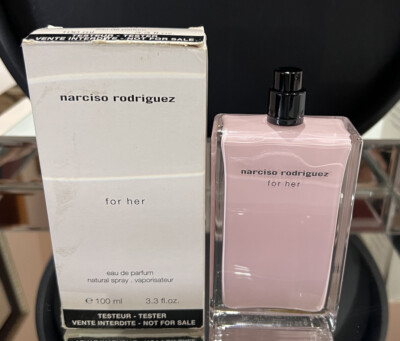 TESTEUR - TESTER
VENTE INTERDITE - NOT FOR SALE
narciso rodriguez
for her
eau de parfum
natural spray . vaporisateur
℮ 100 ml 3.3 fl.oz.
TESTEUR - TESTER
VENTE INTERDITE - NOT FOR SALE
narciso rodriguez
for her